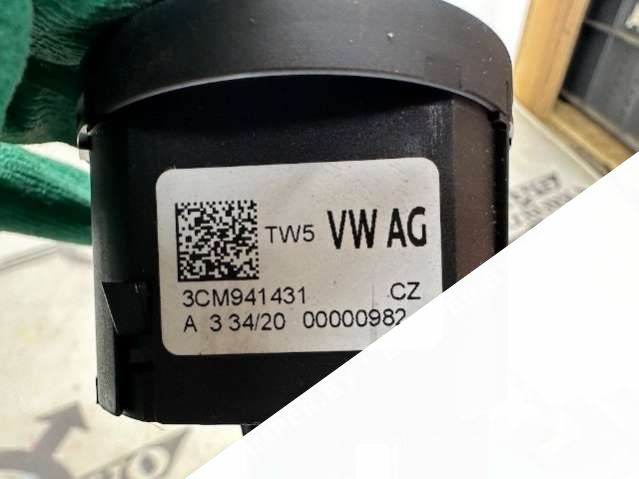 TW5 VW AG
3CM941431 CZ
A 3 34/20 00000982